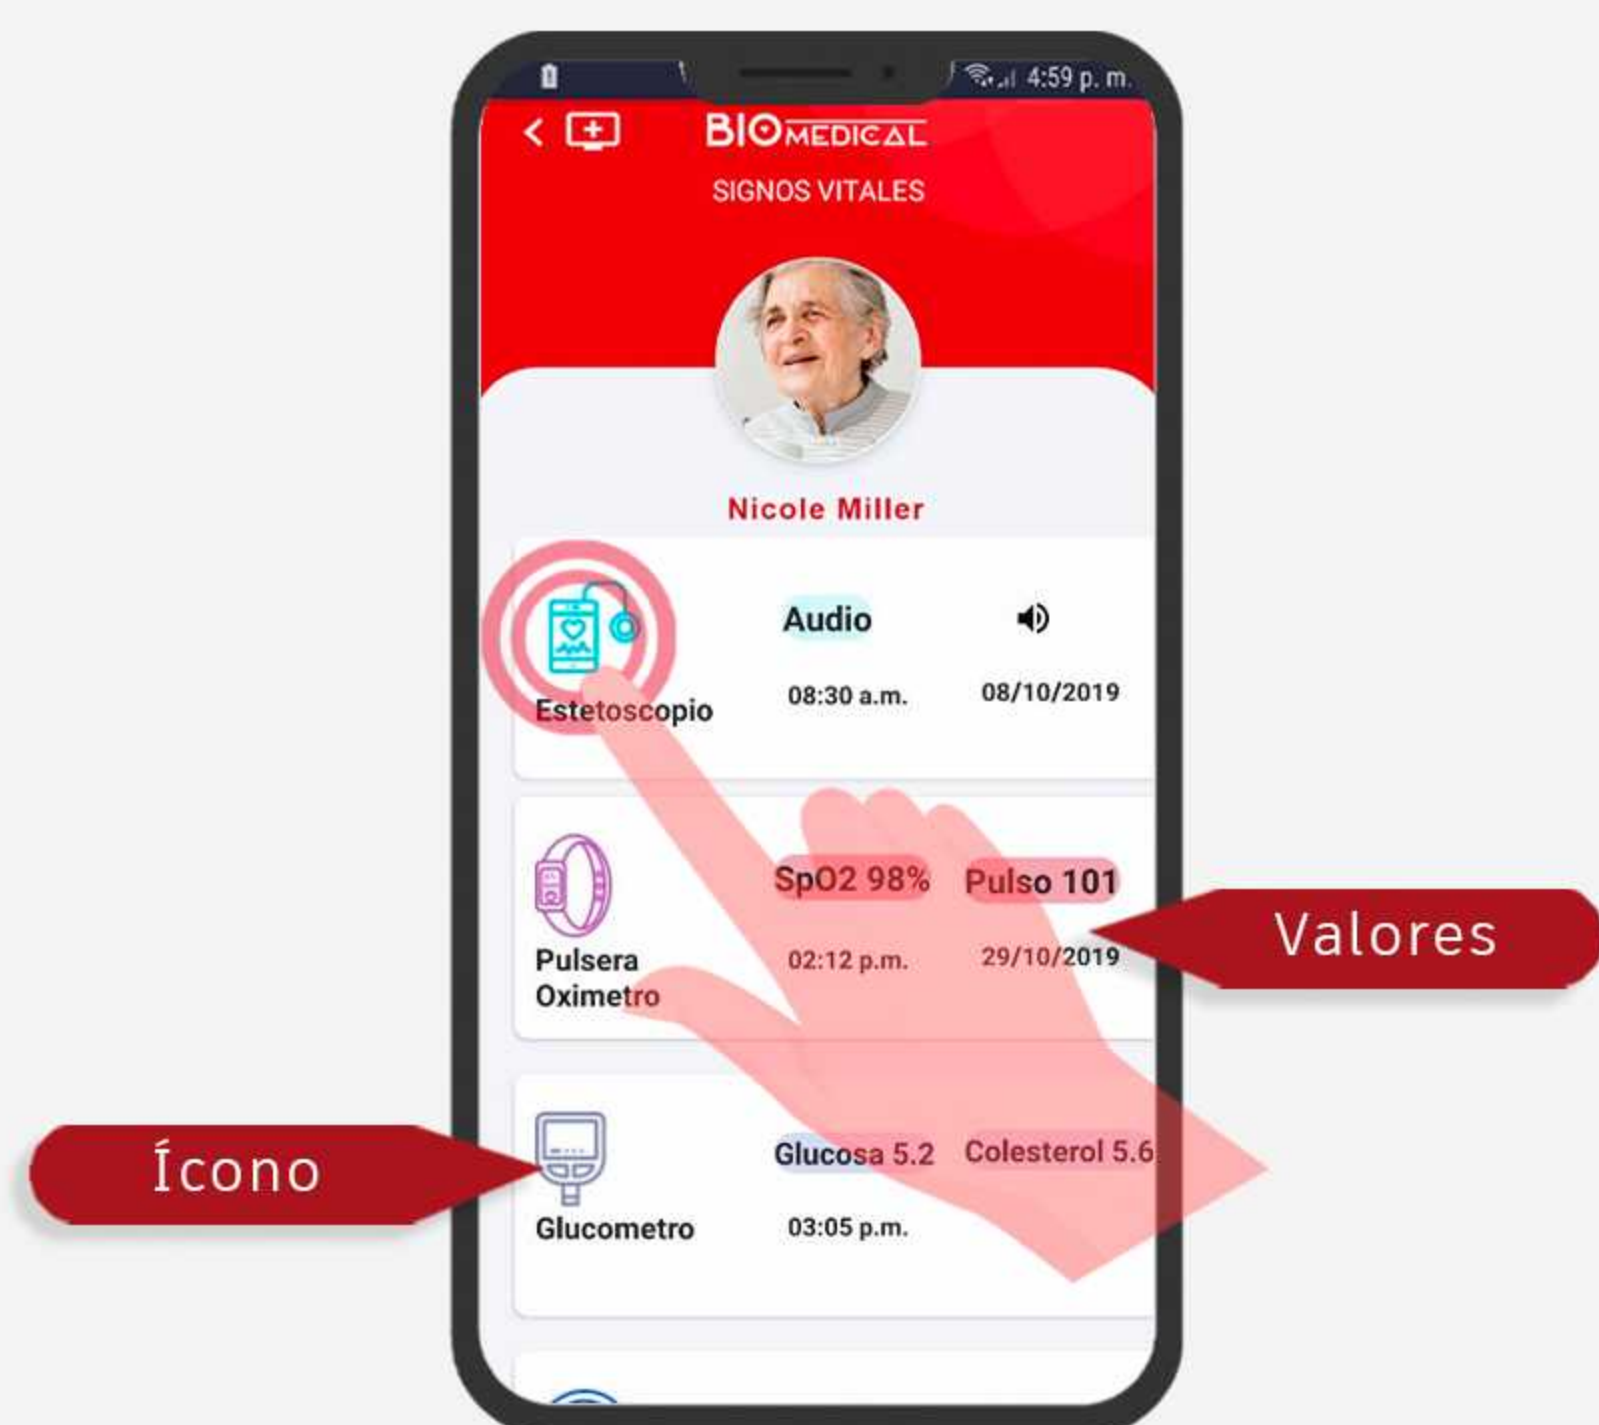 4:59 p. m.
BIOMEDICAL
SIGNOS VITALES
Nicole Miller
Audio
08:30 a.m. 08/10/2019
Estetoscopio
SpO2 98% Pulso 101
Valores
02:12 p.m. 29/10/2019
Pulsera
Oximetro
Glucosa 5.2 Colesterol 5.6
Ícono
Glucometro 03:05 p.m.